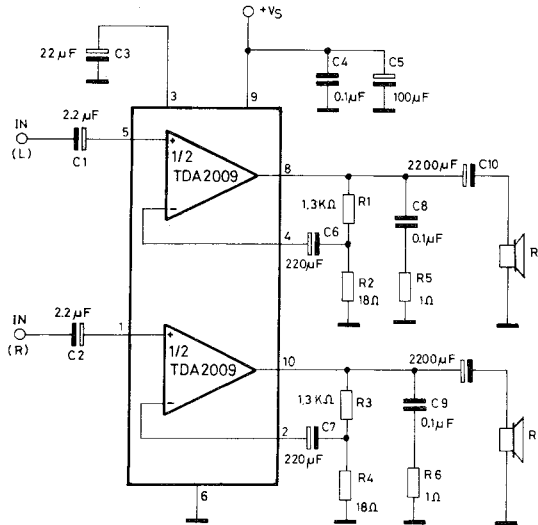 +VS
22µF
C3
C4
0.1µF
C5
100µF
3
9
IN
(L)
2.2µF
C1
5
+
1/2
TDA2009
−
8
4
C6
220µF
1,3KΩ
R1
R2
18Ω
C8
0.1µF
R5
1Ω
2200µF
C10
R
IN
(R)
2.2µF
C2
1
+
1/2
TDA2009
−
10
2
C7
220µF
1,3KΩ
R3
R4
18Ω
C9
0.1µF
R6
1Ω
2200µF
R
6